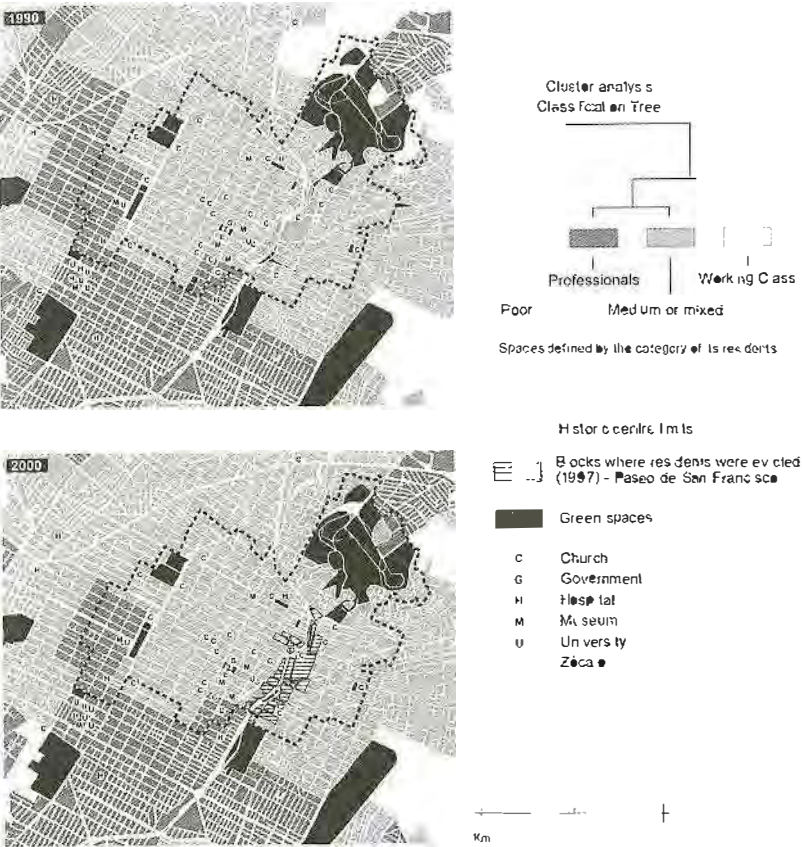 1990
Cluster analysis
Classification Tree
Professionals
Working Class
Poor
Medium or mixed
Spaces defined by the category of its residents
Historic centre limits
Blocks where residents were evicted
(1997) - Paseo de San Francisco
Green spaces
C Church
G Government
H Hospital
M Museum
U University
Zócalo
2000
Km